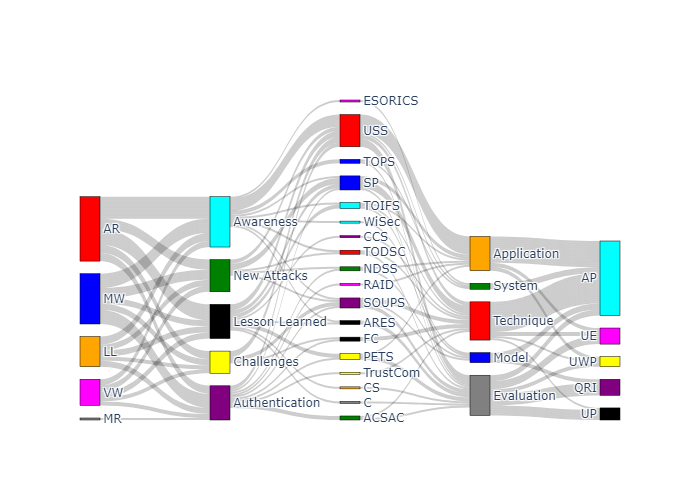 AR
MW
LL
VW
MR
Awareness
New Attacks
Lesson Learned
Challenges
Authentication
ESORICS
USS
TOPS
SP
TOIFS
WiSec
CCS
TODSC
NDSS
RAID
SOUPS
ARES
FC
PETS
TrustCom
CS
C
ACSAC
Application
System
Technique
Model
Evaluation
AP
UE
UWP
QRI
UP